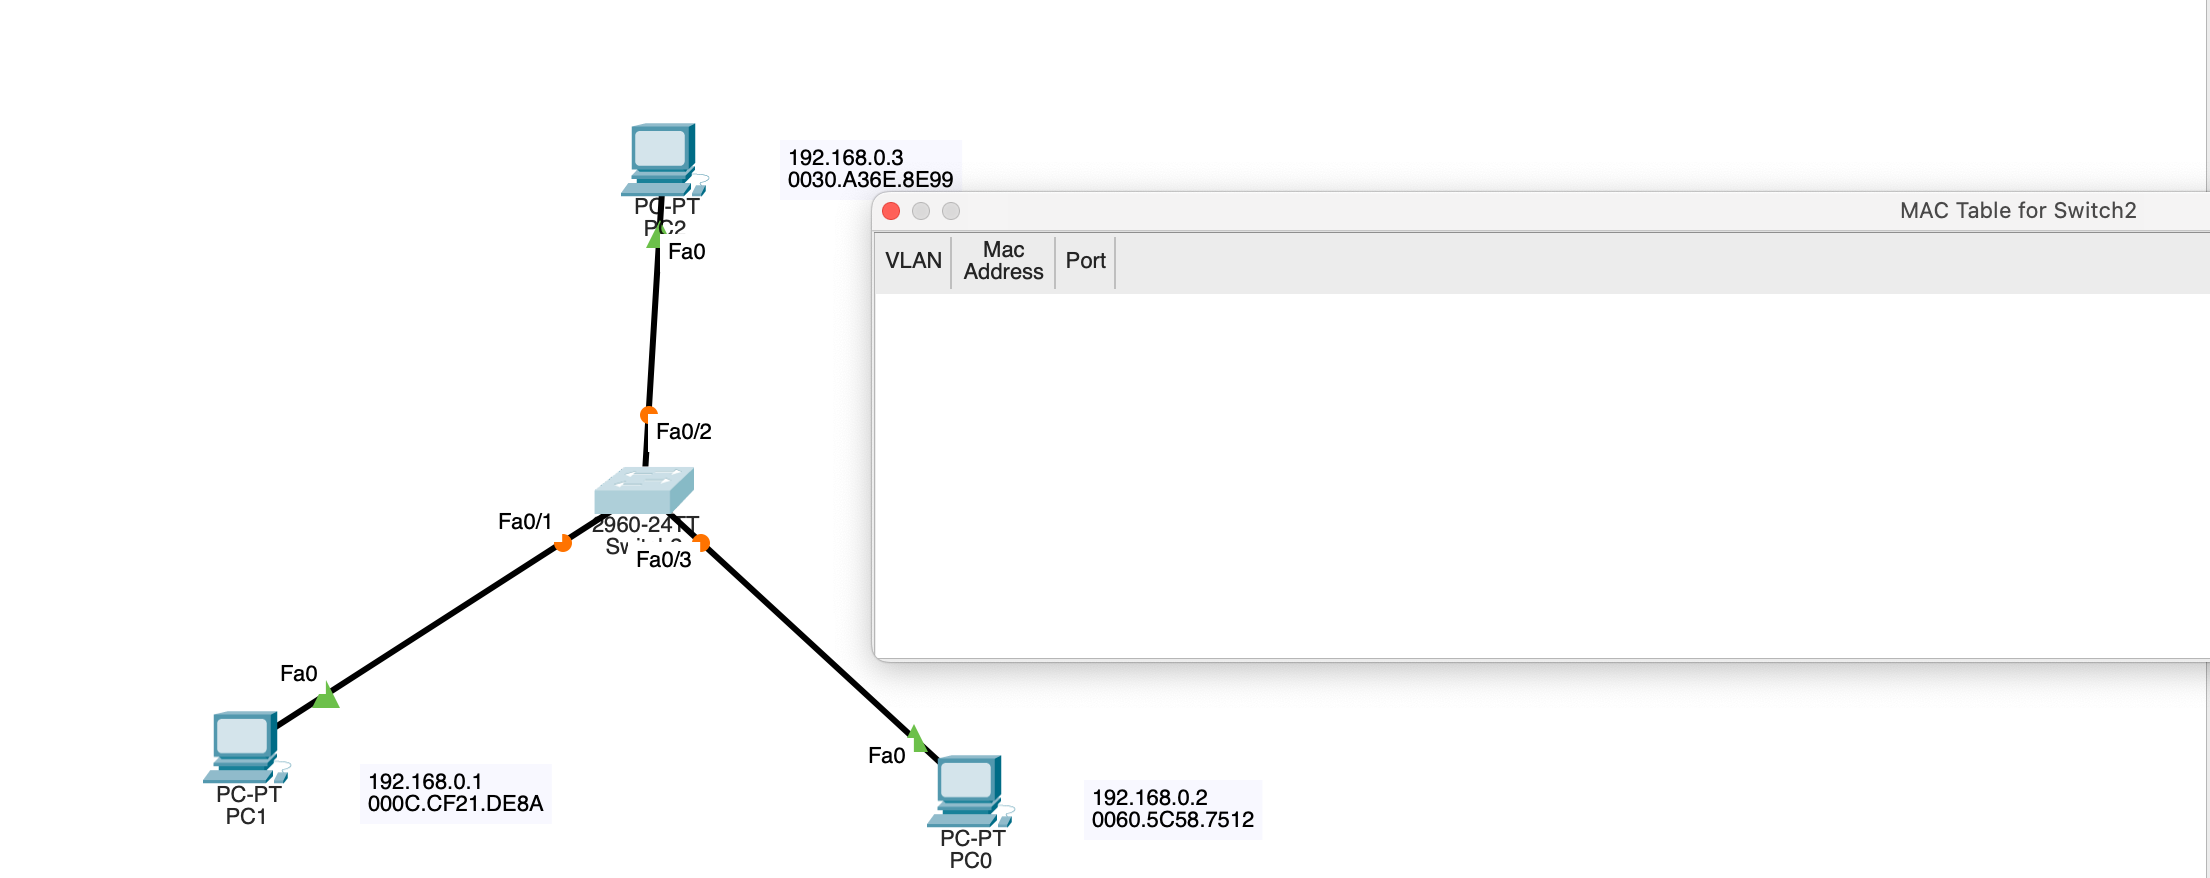 192.168.0.3
0030.A36E.8E99
PC-PT
PC2
Fa0
MAC Table for Switch2
VLAN
Mac
Address
Port
Fa0/2
Fa0/1
2960-24TT
Fa0/3
Fa0
PC-PT
PC1
192.168.0.1
000C.CF21.DE8A
Fa0
PC-PT
PC0
192.168.0.2
0060.5C58.7512